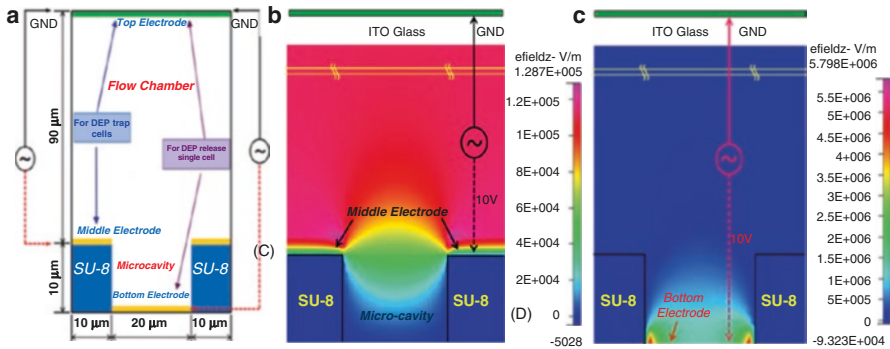 a
GND
Top Electrode
GND
Flow Chamber
90 µm
For DEP trap
cells
For DEP release
single cell
Middle Electrode
10 µm
SU-8
Microcavity
SU-8
Bottom Electrode
10 µm
20 µm
10 µm
(C)
b
ITO Glass
GND
efieldz- V/m
1.287E+005
1.2E+005
1E+005
8E+004
6E+004
4E+004
2E+004
0
-5028
10V
Middle Electrode
SU-8
SU-8
Micro-cavity
(D)
c
ITO Glass
GND
efieldz- V/m
5.798E+006
5.5E+006
5E+006
4.5E+006
4E+006
3.5E+006
3E+006
2.5E+006
2E+006
1.5E+006
1E+006
5E+005
0
-9.323E+004
10V
SU-8
SU-8
Bottom
Electrode